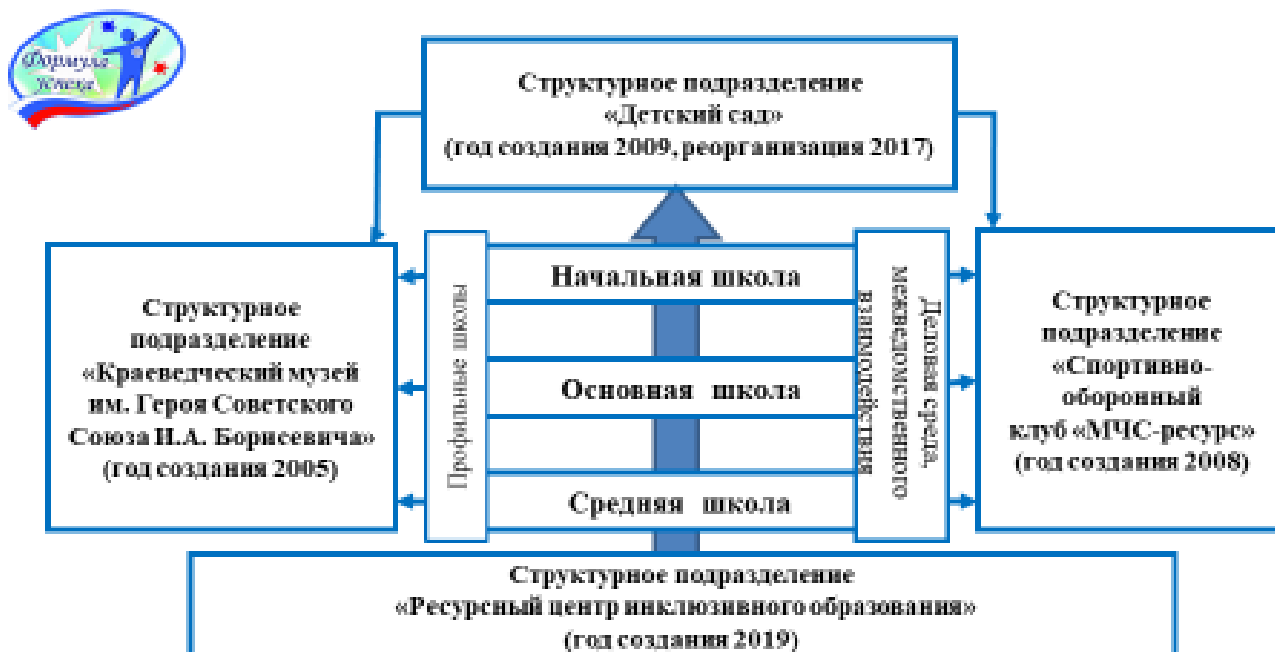 Формула
успеха
Структурное подразделение
«Детский сад»
(год создания 2009, реорганизация 2017)
Структурное
подразделение
«Краеведческий музей
им. Героя Советского
Союза И.А. Борисевича»
(год создания 2005)
Профильные школы
Начальная школа
Основная школа
Средняя школа
Деловая среда,
межведомственного
взаимодействия
Структурное
подразделение
«Спортивно-
оборонный
клуб «МЧС-ресурс»
(год создания 2008)
Структурное подразделение
«Ресурсный центр инклюзивного образования»
(год создания 2019)